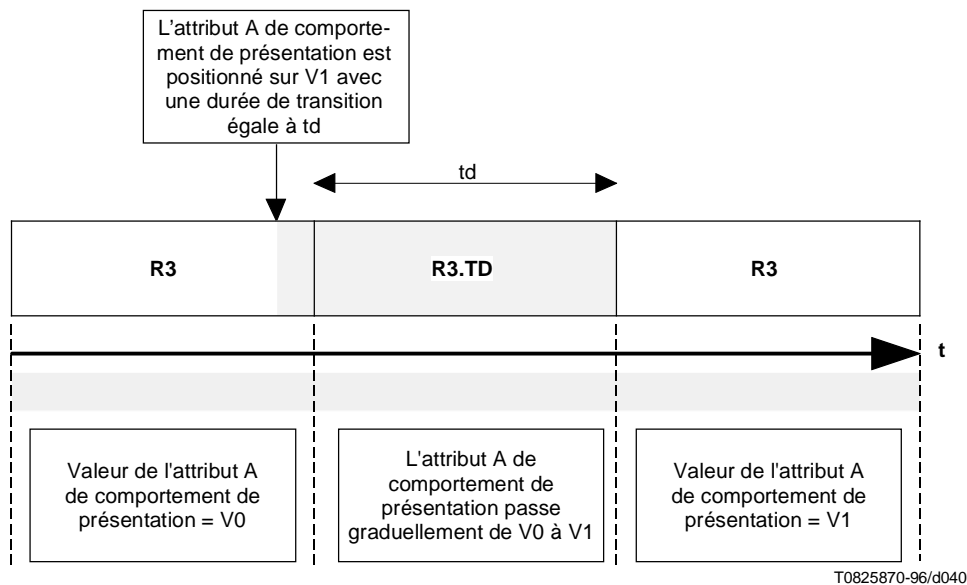 L'attribut A de comporte-
ment de présentation est
positionné sur V1 avec
une durée de transition
égale à td
td
R3
R3.TD
R3
t
Valeur de l'attribut A
de comportement de
présentation = V0
L'attribut A de
comportement de
présentation passe
graduellement de V0 à V1
Valeur de l'attribut A
de comportement de
présentation = V1
T0825870-96/d040